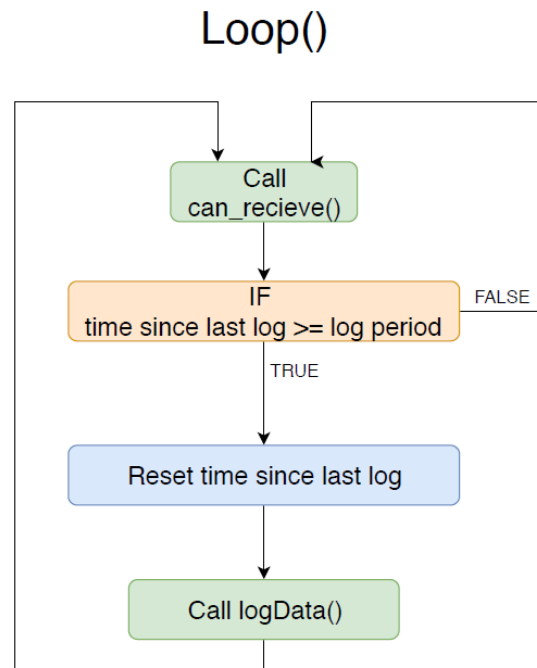 Loop()
Call
can_recieve()
IF
time since last log >= log period
FALSE
TRUE
Reset time since last log
Call logData()